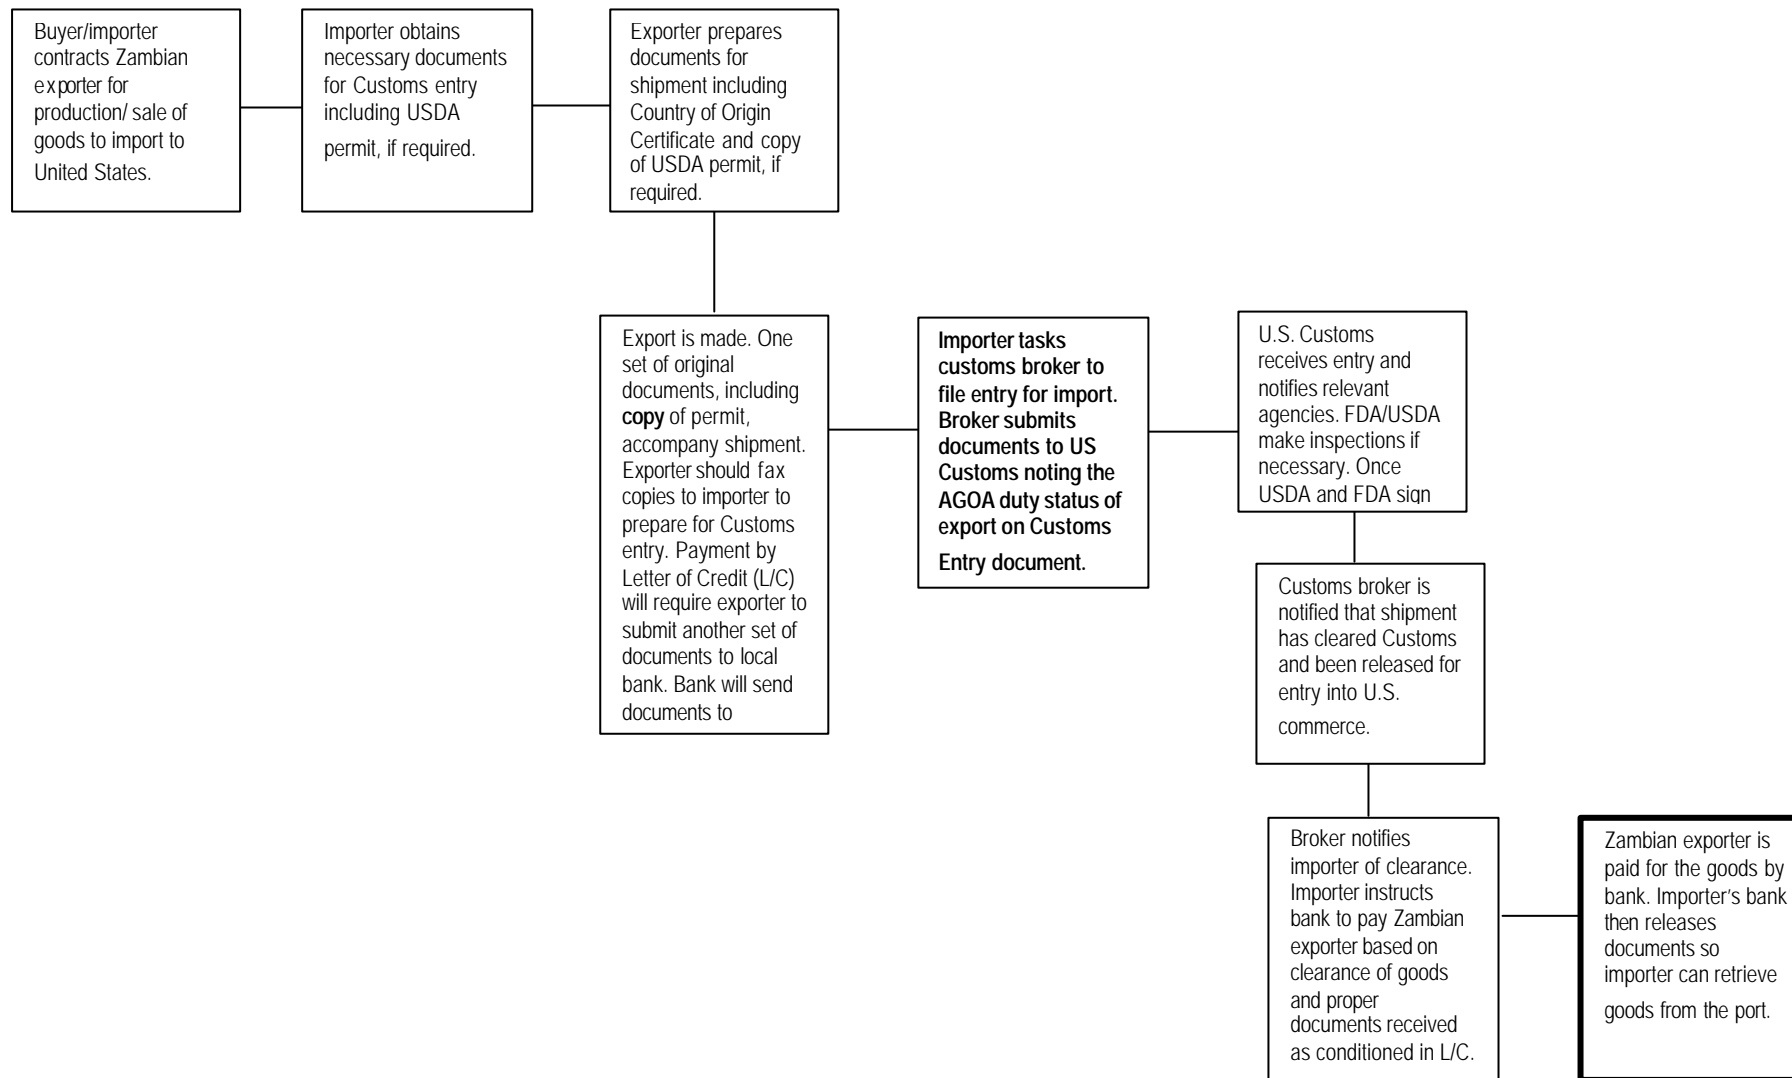 Buyer/importer
contracts Zambian
exporter for
production/ sale of
goods to import to
United States.
Importer obtains
necessary documents
for Customs entry
including USDA
permit, if required.
Exporter prepares
documents for
shipment including
Country of Origin
Certificate and copy
of USDA permit, if
required.
Export is made. One
set of original
documents, including
copy of permit,
accompany shipment.
Exporter should fax
copies to importer to
prepare for Customs
entry. Payment by
Letter of Credit (L/C)
will require exporter to
submit another set of
documents to local
bank. Bank will send
documents to
Importer tasks
customs broker to
file entry for import.
Broker submits
documents to US
Customs noting the
AGOA duty status of
export on Customs
Entry document.
U.S. Customs
receives entry and
notifies relevant
agencies. FDA/USDA
make inspections if
necessary. Once
USDA and FDA sign
Customs broker is
notified that shipment
has cleared Customs
and been released for
entry into U.S.
commerce.
Broker notifies
importer of clearance.
Importer instructs
bank to pay Zambian
exporter based on
clearance of goods
and proper
documents received
as conditioned in L/C.
Zambian exporter is
paid for the goods by
bank. Importer's bank
then releases
documents so
importer can retrieve
goods from the port.